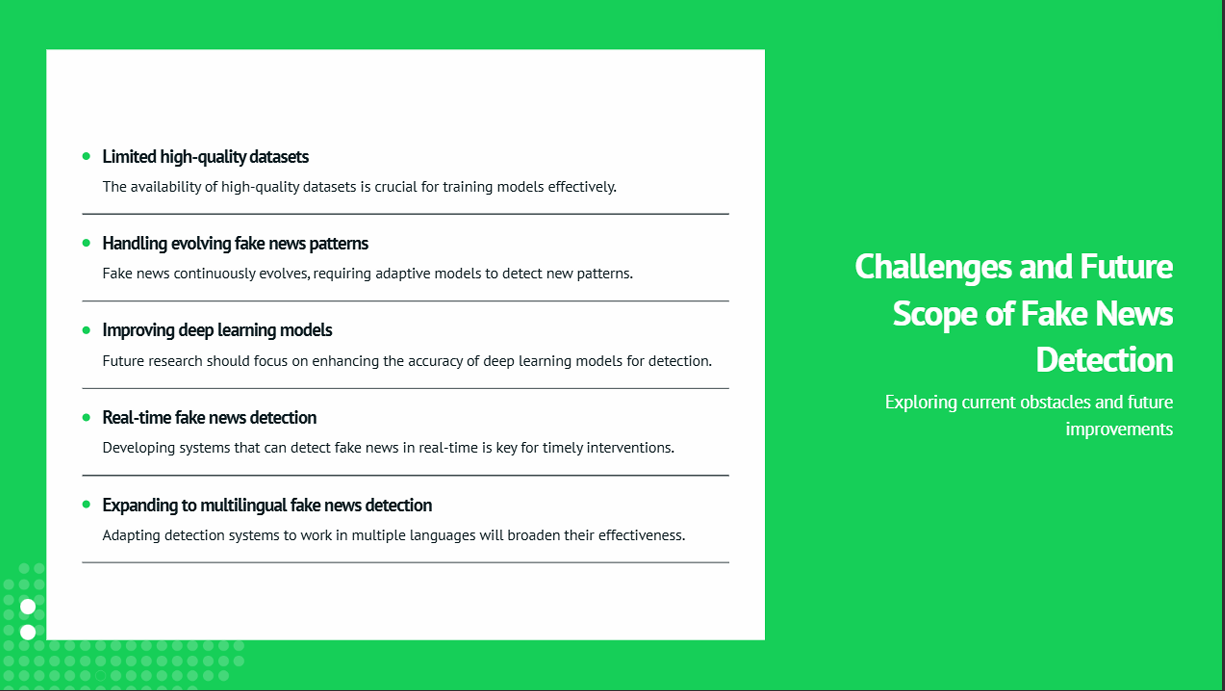 Limited high-quality datasets
The availability of high-quality datasets is crucial for training models effectively.
Handling evolving fake news patterns
Fake news continuously evolves, requiring adaptive models to detect new patterns.
Improving deep learning models
Future research should focus on enhancing the accuracy of deep learning models for detection.
Real-time fake news detection
Developing systems that can detect fake news in real-time is key for timely interventions.
Expanding to multilingual fake news detection
Adapting detection systems to work in multiple languages will broaden their effectiveness.
Challenges and Future
Scope of Fake News
Detection
Exploring current obstacles and future
improvements